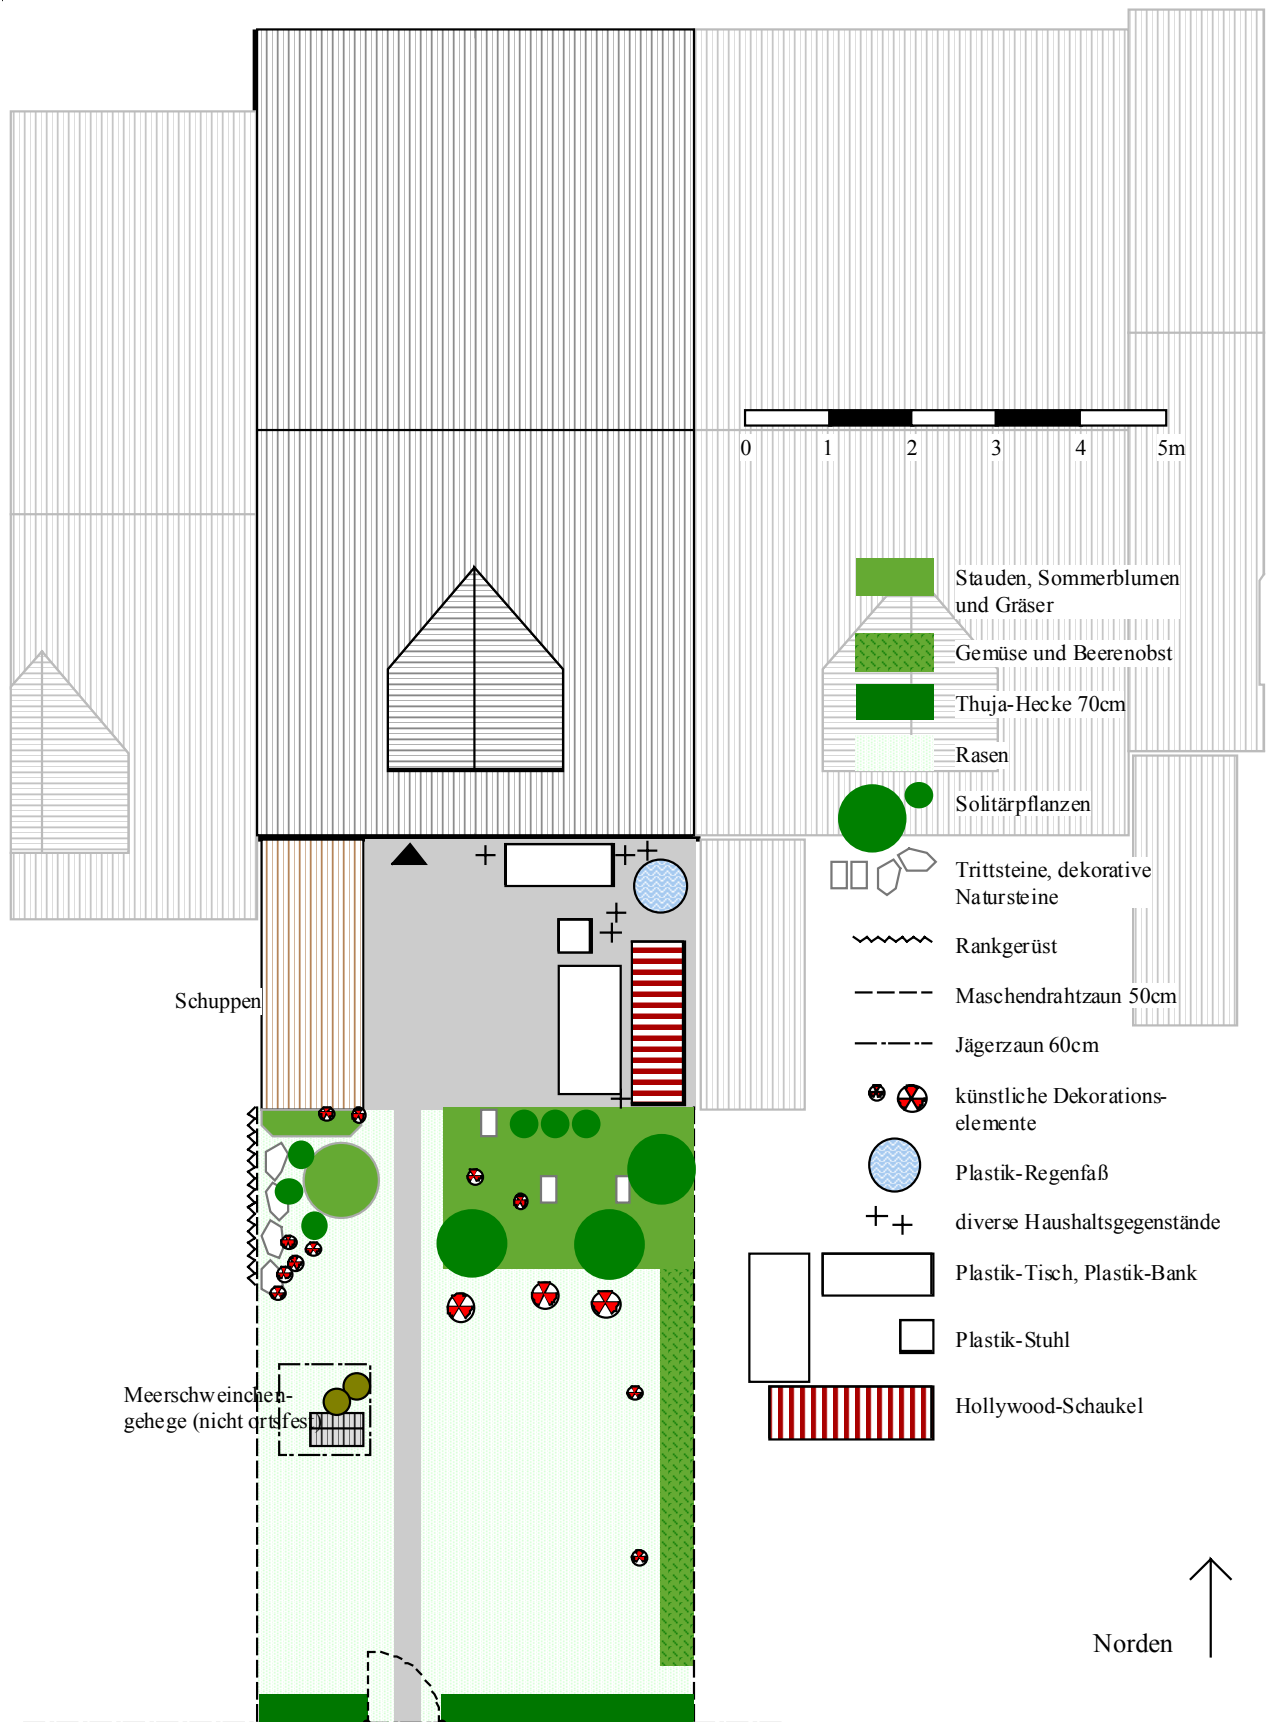 0 1 2 3 4 5m
Stauden, Sommerblumen
und Gräser
Gemüse und Beerenobst
Thuja-Hecke 70cm
Rasen
Solitärpflanzen
Trittsteine, dekorative
Natursteine
Rankgerüst
Maschendrahtzaun 50cm
Jägerzaun 60cm
künstliche Dekorations-
elemente
Plastik-Regenfaß
diverse Haushaltsgegenstände
Plastik-Tisch, Plastik-Bank
Plastik-Stuhl
Hollywood-Schaukel
Schuppen
Meerschweinchen-
gehege (nicht ortsfest)
Norden